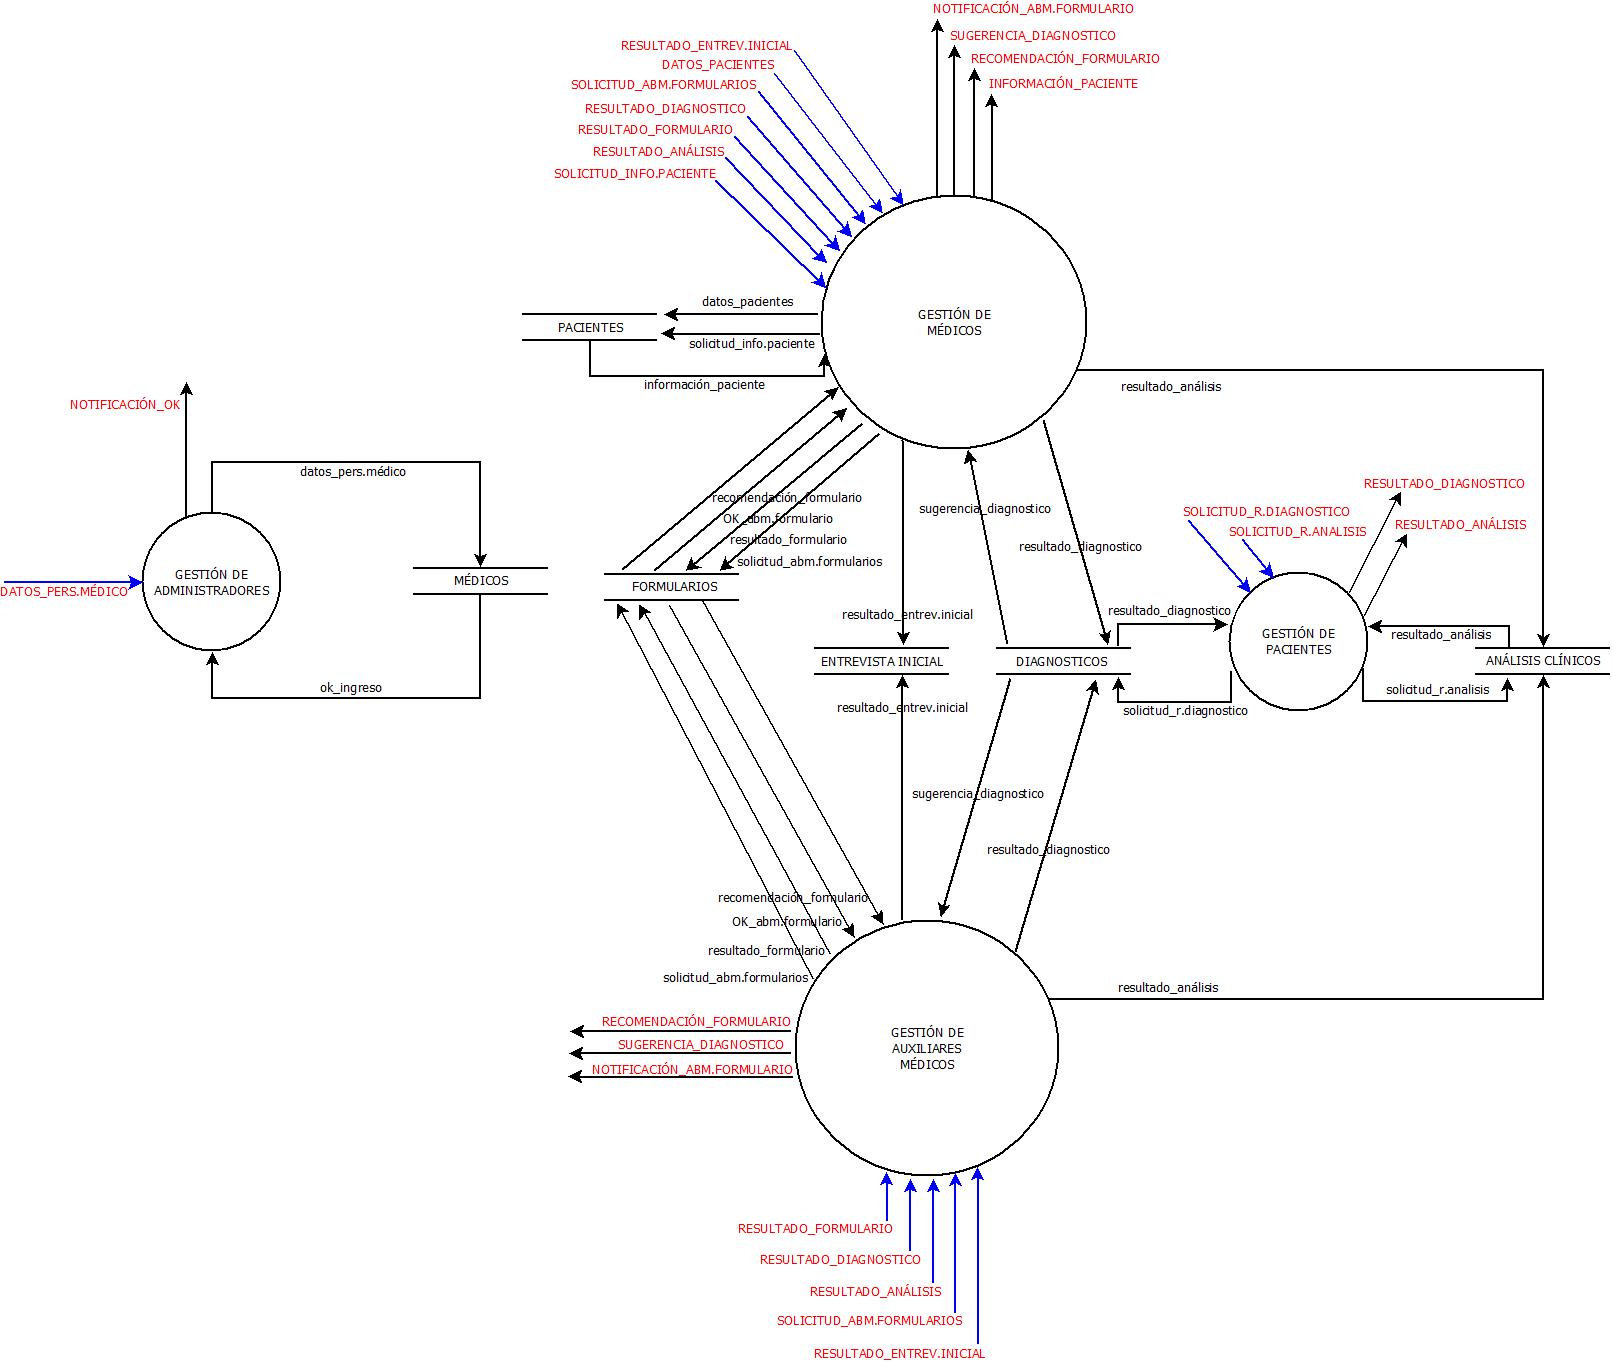 NOTIFICACIÓN_ABM.FORMULARIO
SUGERENCIA_DIAGNOSTICO
RECOMENDACIÓN_FORMULARIO
INFORMACIÓN_PACIENTE
RESULTADO_ENTREV.INICIAL
DATOS_PACIENTES
SOLICITUD_ABM.FORMULARIOS
RESULTADO_DIAGNOSTICO
RESULTADO_FORMULARIO
RESULTADO_ANÁLISIS
SOLICITUD_INFO.PACIENTE
GESTIÓN DE
MÉDICOS
datos_pacientes
PACIENTES
solicitud_info.paciente
información_paciente
resultado_análisis
NOTIFICACIÓN_OK
datos_pers.médico
GESTIÓN DE
ADMINISTRADORES
DATOS_PERS.MÉDICO
MÉDICOS
ok_ingreso
recomendación_formulario
OK_abm.formulario
resultado_formulario
solicitud_abm.formularios
FORMULARIOS
sugerencia_diagnostico
resultado_diagnostico
resultado_entrev.inicial
ENTREVISTA INICIAL
resultado_entrev.inicial
DIAGNOSTICOS
RESULTADO_DIAGNOSTICO
RESULTADO_ANÁLISIS
SOLICITUD_R.DIAGNOSTICO
SOLICITUD_R.ANALISIS
resultado_diagnostico
GESTIÓN DE
PACIENTES
solicitud_r.diagnostico
resultado_análisis
ANÁLISIS CLÍNICOS
solicitud_r.analisis
sugerencia_diagnostico
resultado_diagnostico
recomendación_formulario
OK_abm.formulario
resultado_formulario
solicitud_abm.formularios
resultado_análisis
GESTIÓN DE
AUXILIARES
MÉDICOS
RECOMENDACIÓN_FORMULARIO
SUGERENCIA_DIAGNOSTICO
NOTIFICACIÓN_ABM.FORMULARIO
RESULTADO_FORMULARIO
RESULTADO_DIAGNOSTICO
RESULTADO_ANÁLISIS
SOLICITUD_ABM.FORMULARIOS
RESULTADO_ENTREV.INICIAL